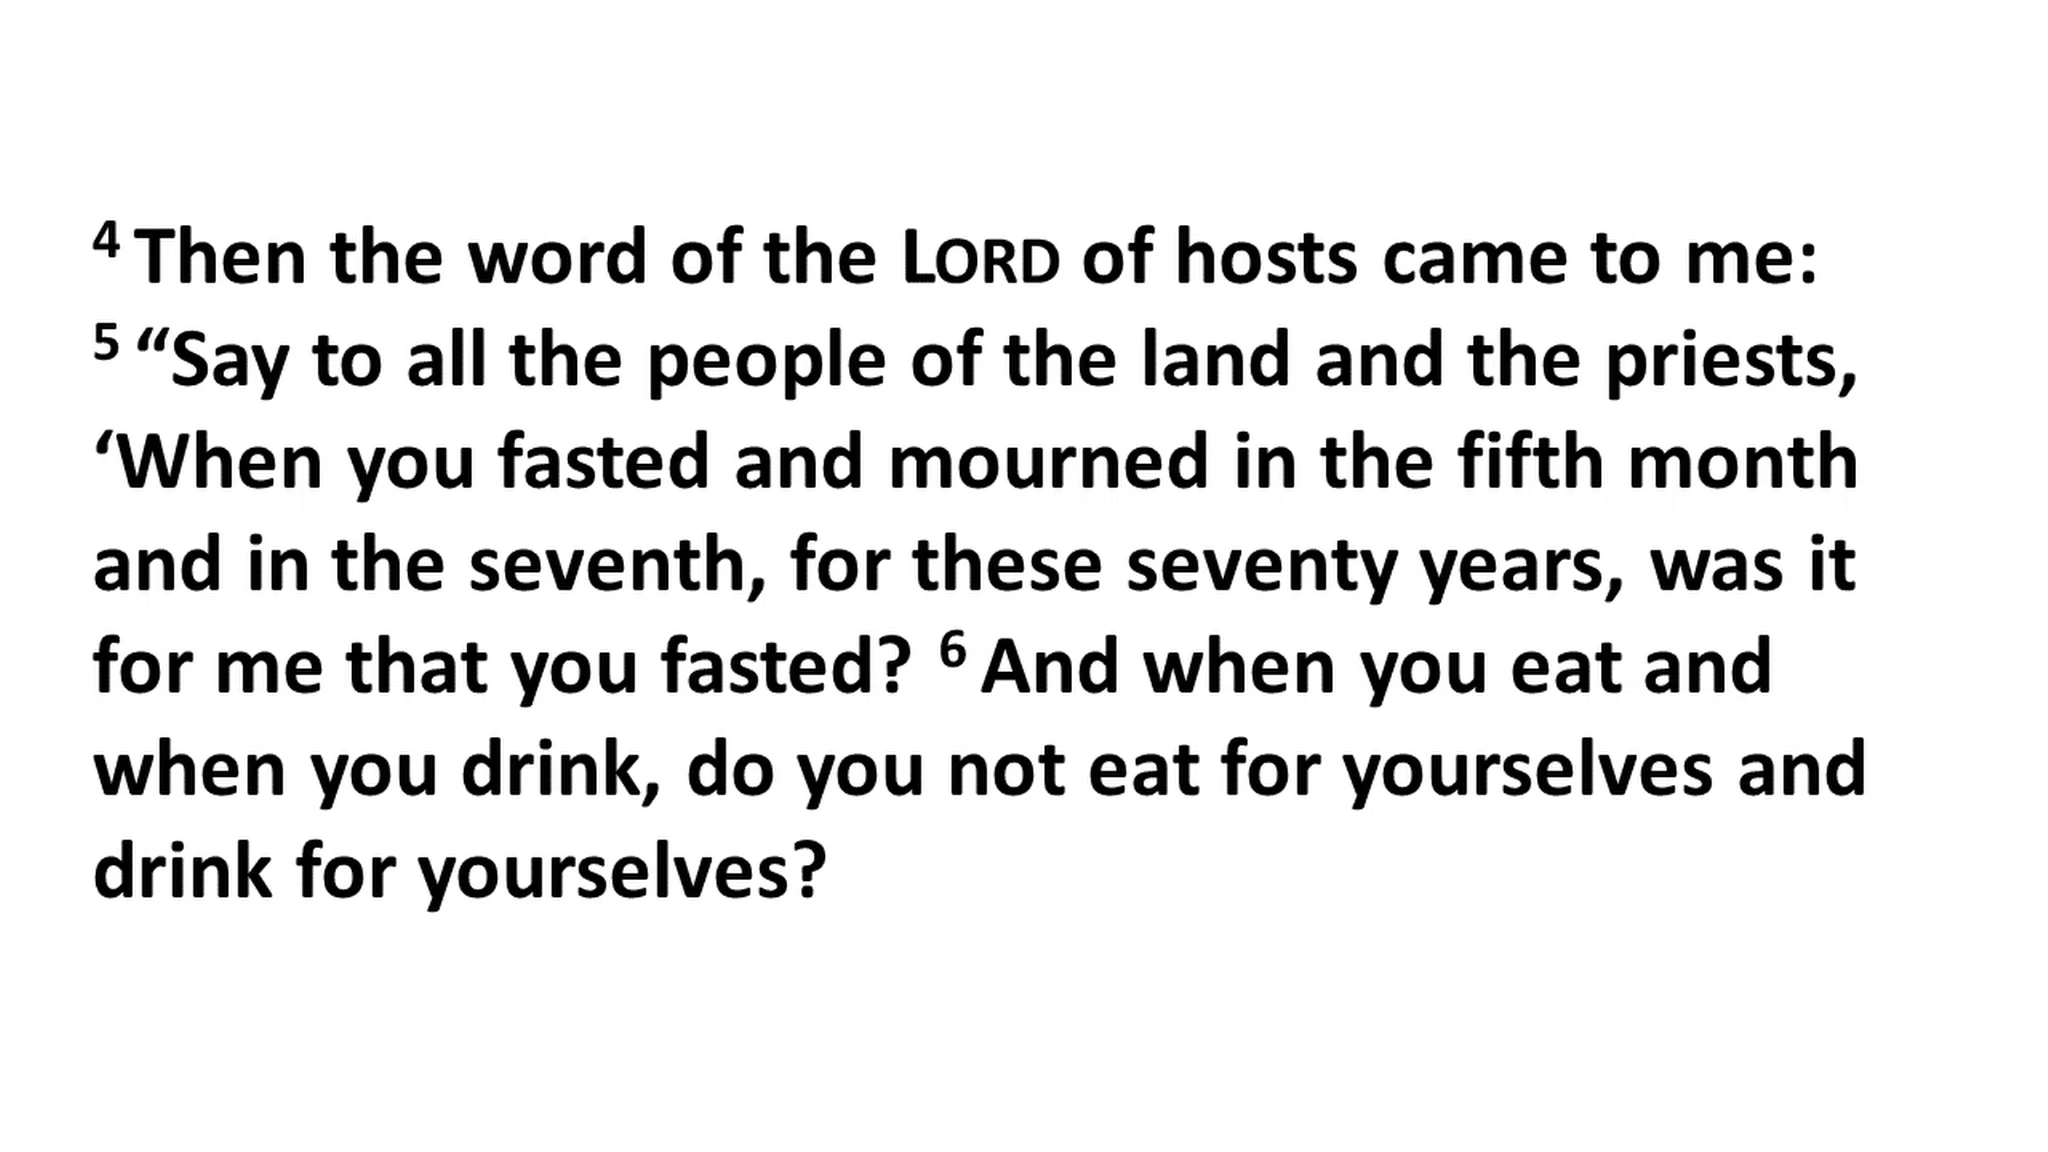 4 Then the word of the LORD of hosts came to me:
5 “Say to all the people of the land and the priests,
‘When you fasted and mourned in the fifth month
and in the seventh, for these seventy years, was it
for me that you fasted? 6 And when you eat and
when you drink, do you not eat for yourselves and
drink for yourselves?